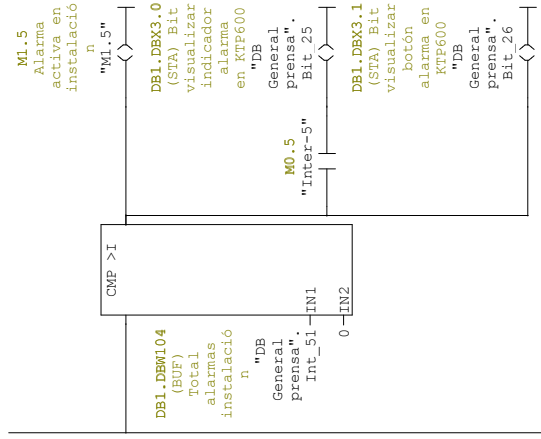 DB1.DBW104
(BUF)
Total
alarmas
instalació
n
"DB
General
prensa".
Int_51
CMP >I
IN1
0
IN2
M0.5
"Inter-5"
M1.5
Alarma
activa en
instalació
n
"M1.5"
DB1.DBX3.0
(STA) Bit
visualizar
indicador
alarma
en KTP600
"DB
General
prensa".
Bit_25
DB1.DBX3.1
(STA) Bit
visualizar
botón
alarma en
KTP600
"DB
General
prensa".
Bit_26